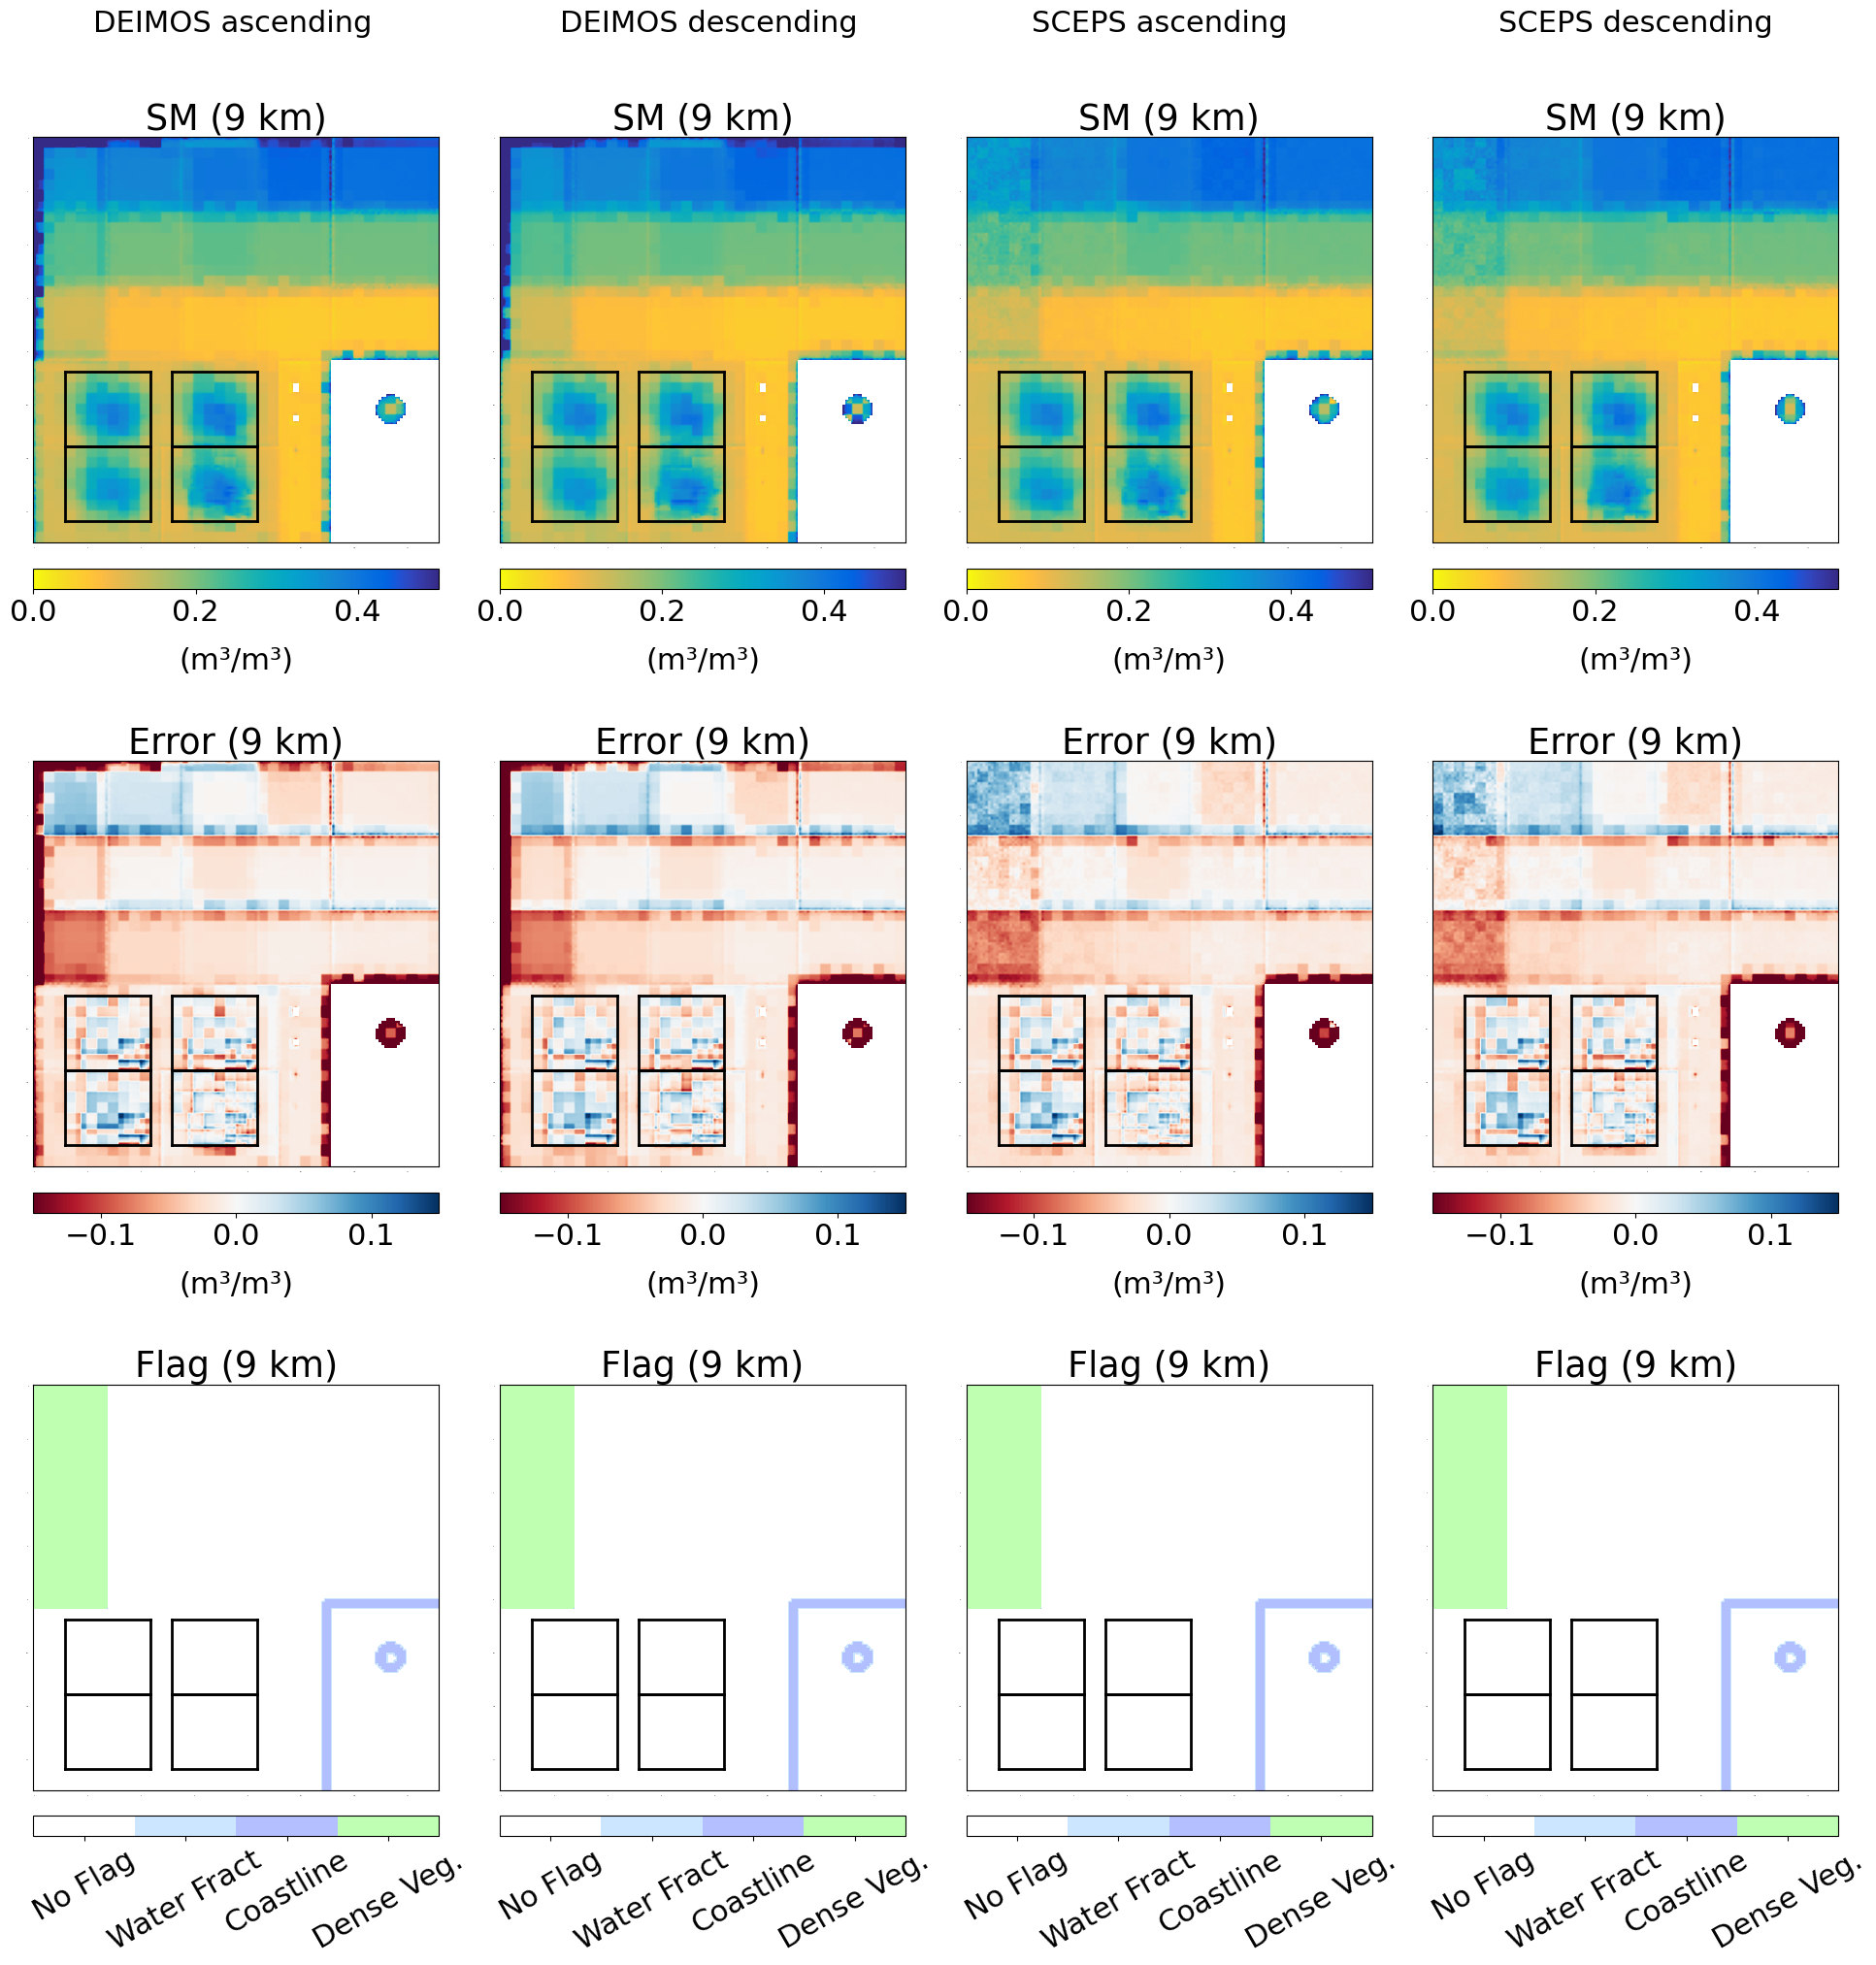 DEIMOS ascending DEIMOS descending SCEPS ascending SCEPS descending
SM (9 km) SM (9 km) SM (9 km) SM (9 km)
0.0 0.2 0.4 0.0 0.2 0.4 0.0 0.2 0.4 0.0 0.2 0.4
(m³/m³) (m³/m³) (m³/m³) (m³/m³)
Error (9 km) Error (9 km) Error (9 km) Error (9 km)
−0.1 0.0 0.1 −0.1 0.0 0.1 −0.1 0.0 0.1 −0.1 0.0 0.1
(m³/m³) (m³/m³) (m³/m³) (m³/m³)
Flag (9 km) Flag (9 km) Flag (9 km) Flag (9 km)
No Flag Water Fract Coastline Dense Veg. No Flag Water Fract Coastline Dense Veg. No Flag Water Fract Coastline Dense Veg. No Flag Water Fract Coastline Dense Veg.